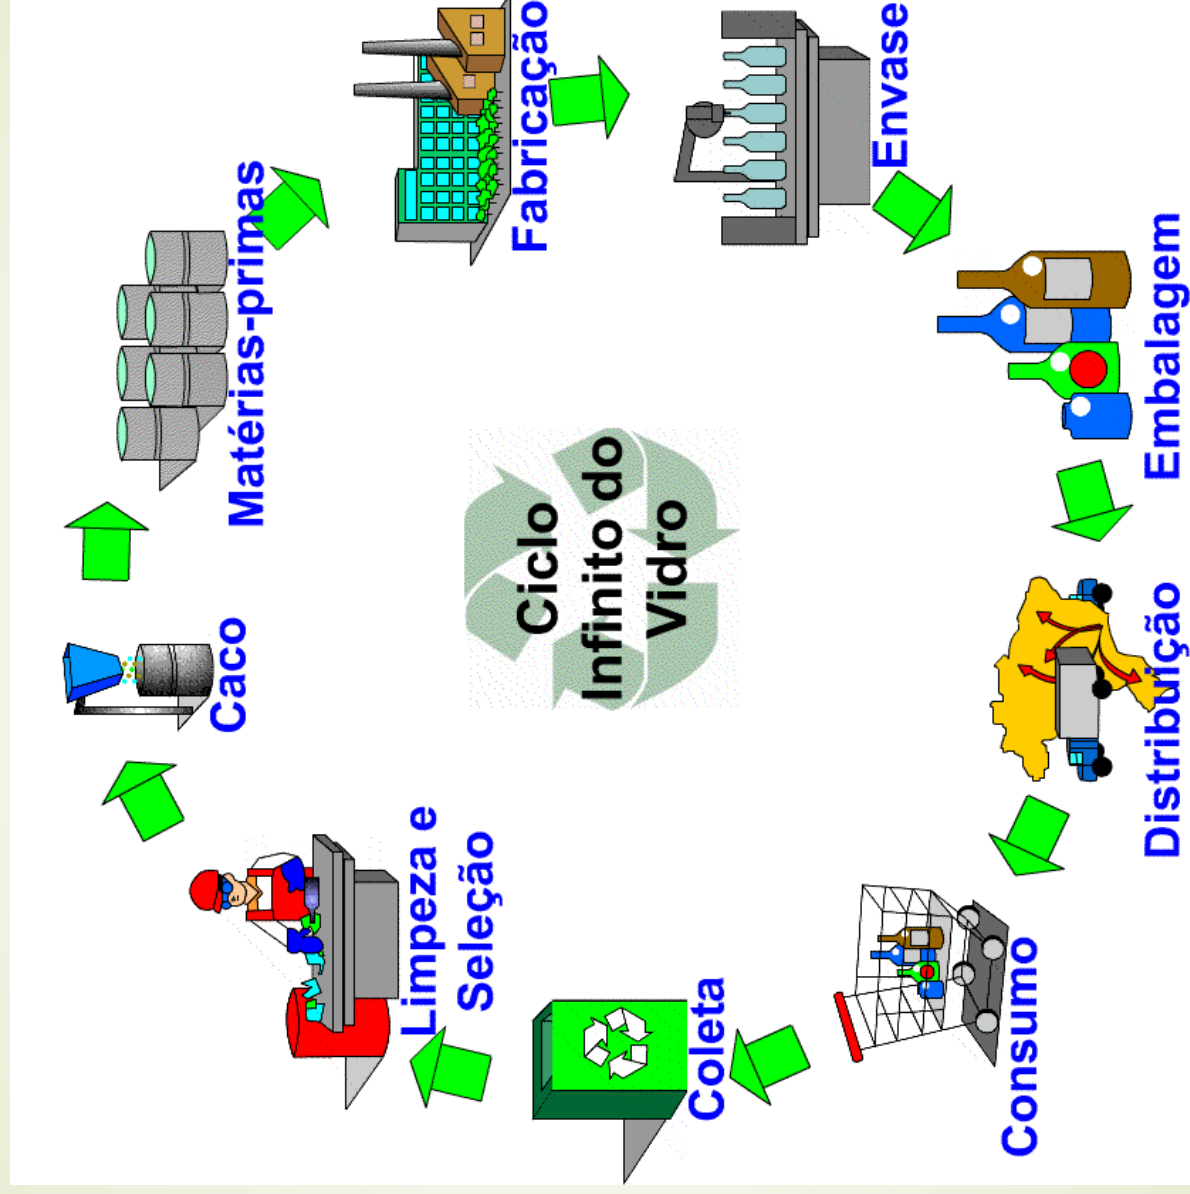 Ciclo
Infinito do
Vidro
Matérias-primas
Fabricação
Envase
Embalagem
Distribuição
Consumo
Coleta
Limpeza e
Seleção
Caco